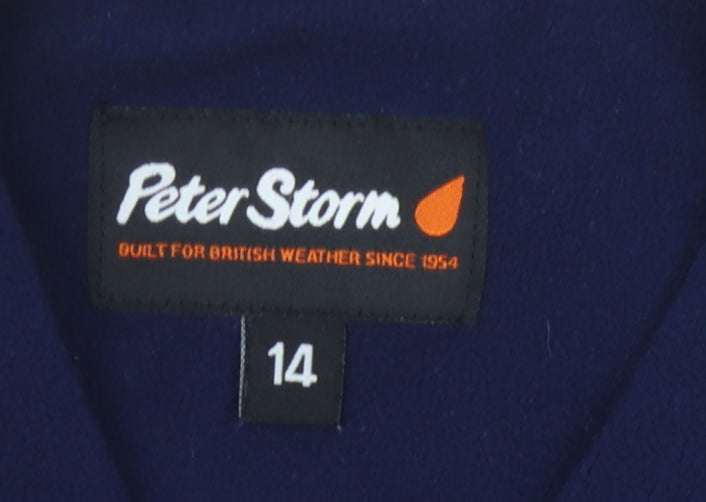 Peter Storm
BUILT FOR BRITISH WEATHER SINCE 1954
14